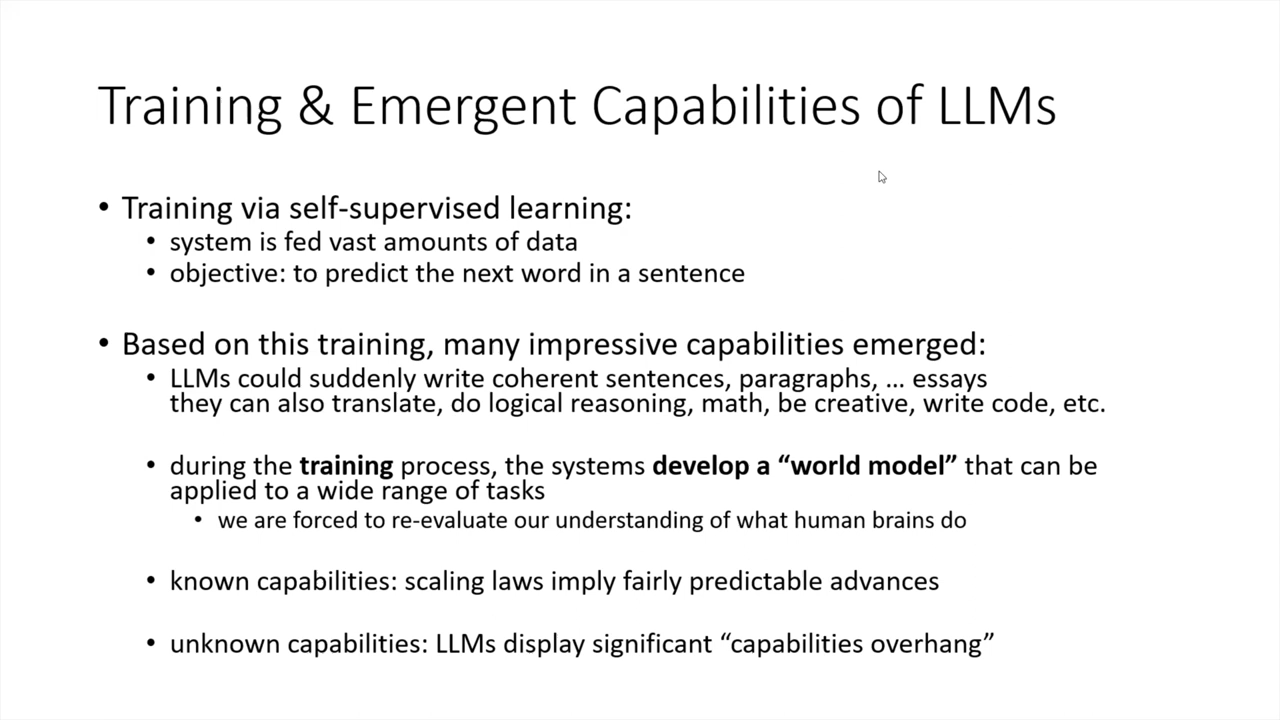 Training & Emergent Capabilities of LLMs
• Training via self-supervised learning:
• system is fed vast amounts of data
• objective: to predict the next word in a sentence
• Based on this training, many impressive capabilities emerged:
• LLMs could suddenly write coherent sentences, paragraphs, … essays
they can also translate, do logical reasoning, math, be creative, write code, etc.
• during the training process, the systems develop a “world model” that can be
applied to a wide range of tasks
• we are forced to re-evaluate our understanding of what human brains do
• known capabilities: scaling laws imply fairly predictable advances
• unknown capabilities: LLMs display significant “capabilities overhang”